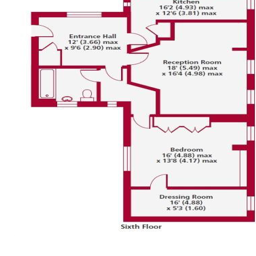 Kitchen
16'2 (4.93) max
x 12'6 (3.81) max
Entrance Hall
12' (3.66) max
x 9'6 (2.90) max
Reception Room
18' (5.49) max
x 16'4 (4.98) max
Bedroom
16' (4.88) max
x 13'8 (4.17) max
Dressing Room
16' (4.88)
x 5'3 (1.60)
Sixth Floor